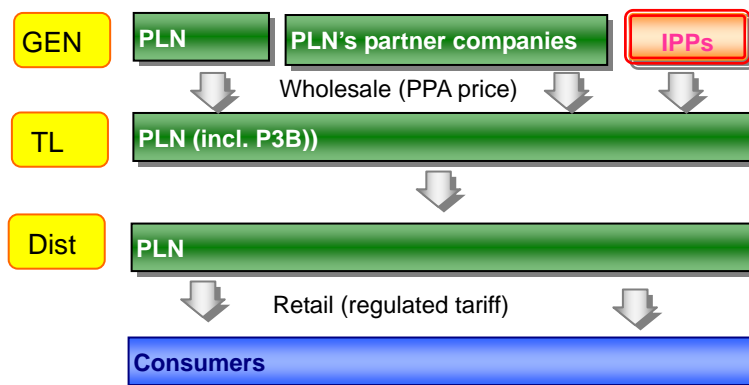 GEN
PLN
PLN's partner companies
IPPs
Wholesale (PPA price)
TL
PLN (incl. P3B))
Dist
PLN
Retail (regulated tariff)
Consumers